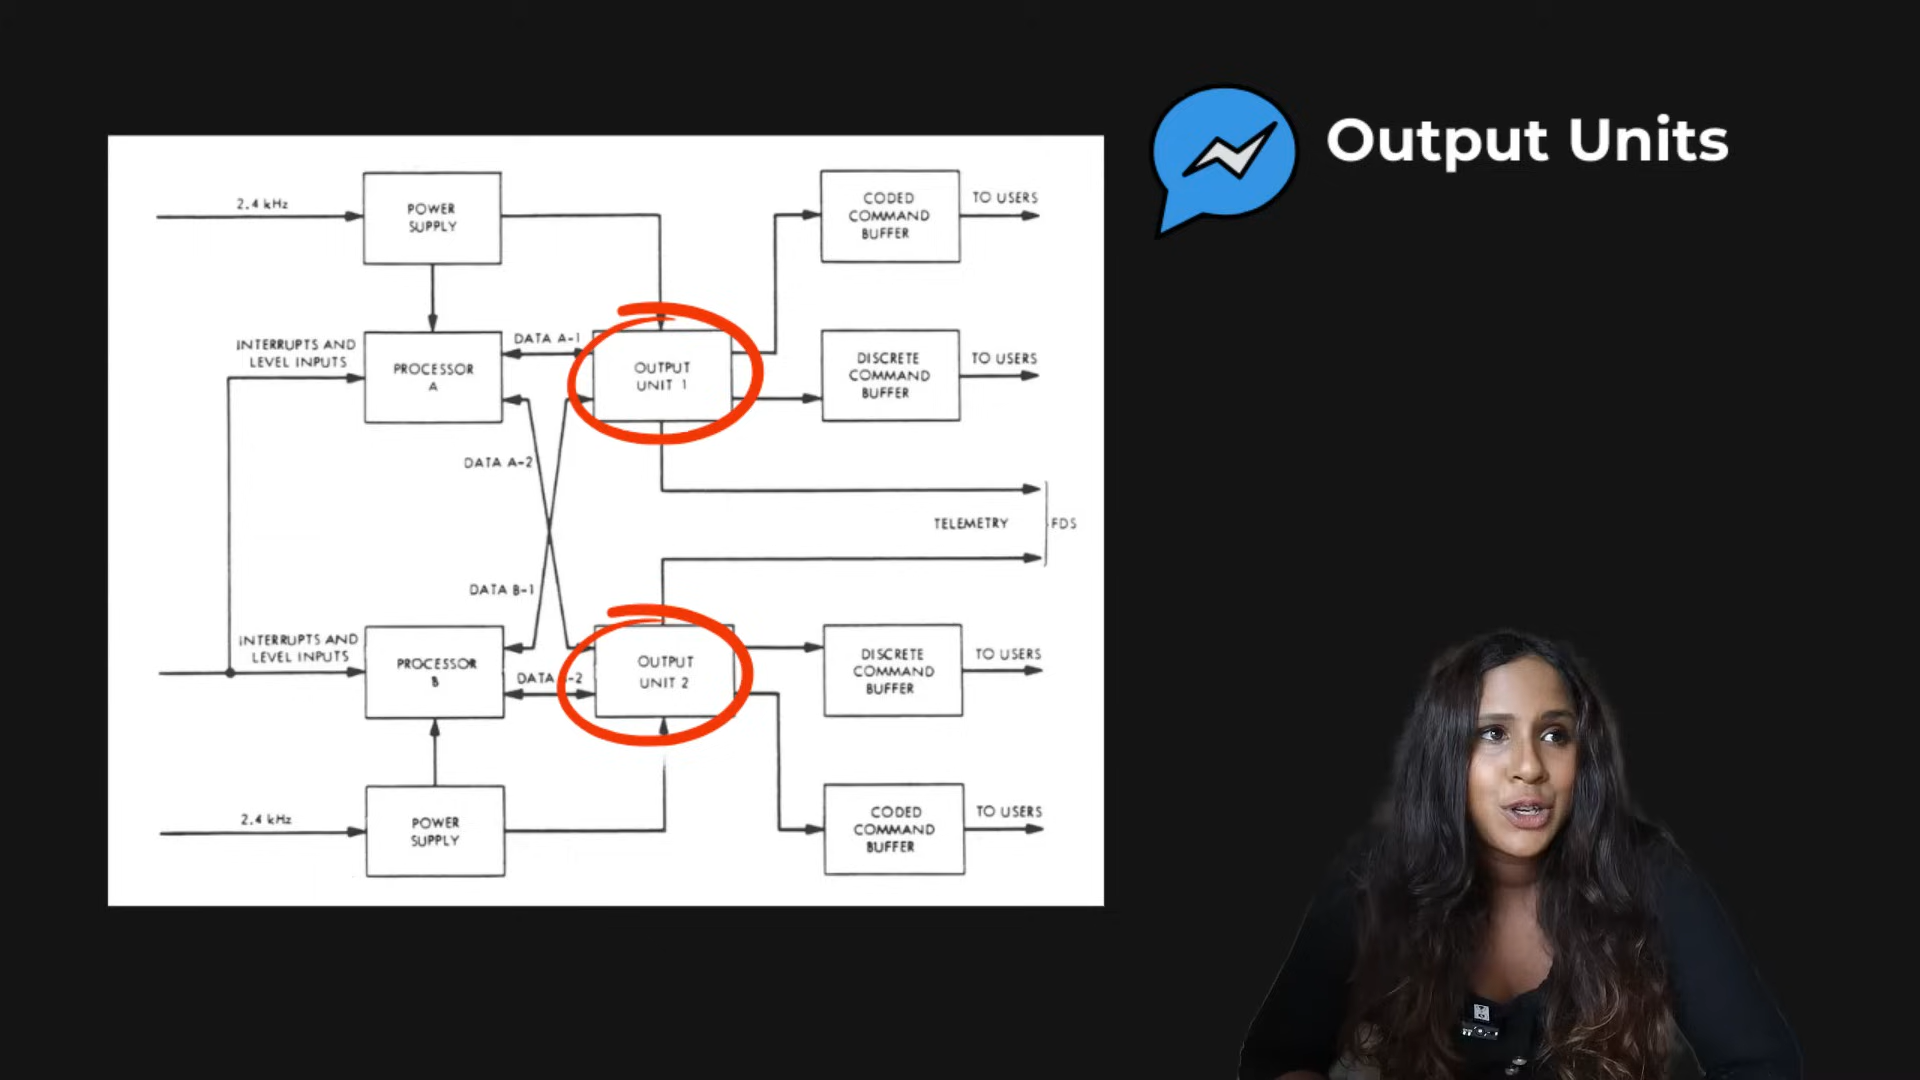 Output Units
2.4 kHz
POWER
SUPPLY
CODED
COMMAND
BUFFER
TO USERS
INTERRUPTS AND
LEVEL INPUTS
PROCESSOR
A
DATA A-1
OUTPUT
UNIT 1
DISCRETE
COMMAND
BUFFER
TO USERS
DATA A-2
TELEMETRY
FDS
DATA B-1
INTERRUPTS AND
LEVEL INPUTS
PROCESSOR
B
DATA -2
OUTPUT
UNIT 2
DISCRETE
COMMAND
BUFFER
TO USERS
2.4 kHz
POWER
SUPPLY
CODED
COMMAND
BUFFER
TO USERS